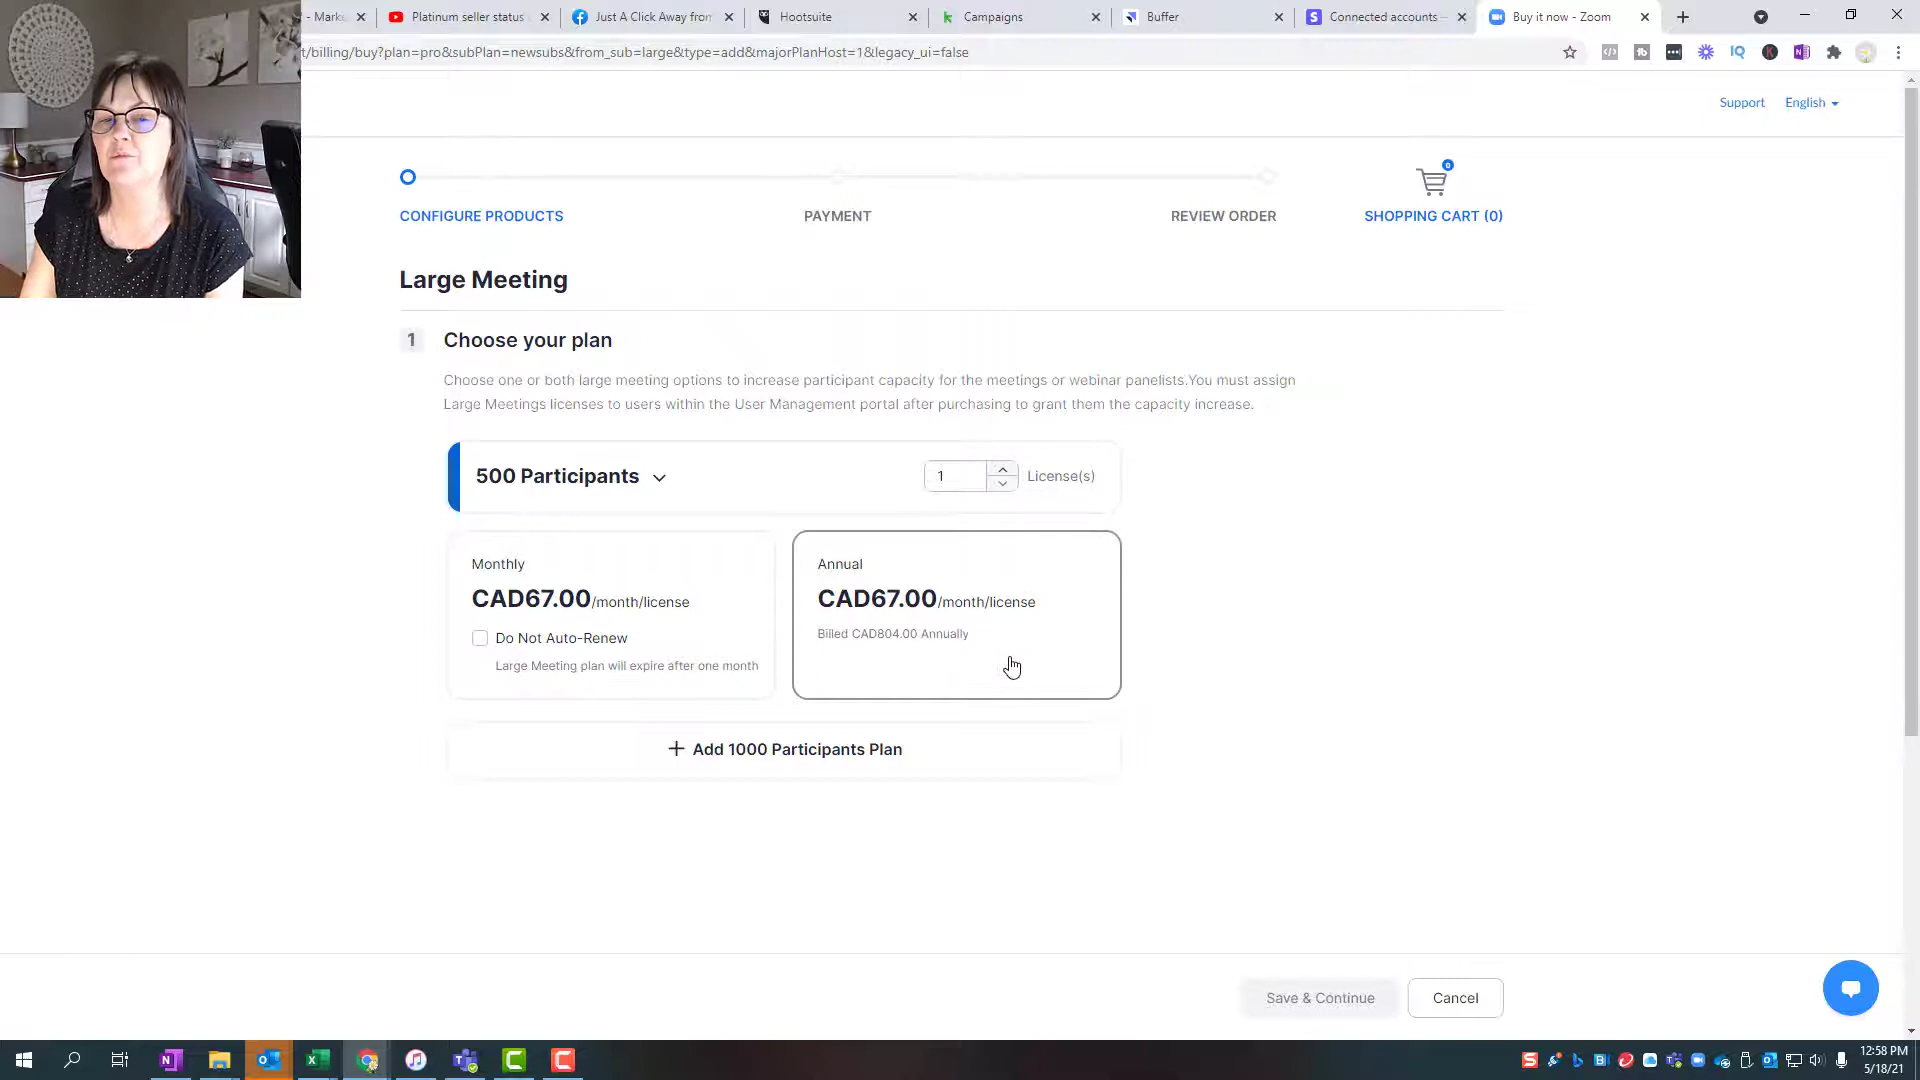 - Marke
Platinum seller status
Just A Click Away from
Hootsuite
Campaigns
Buffer
Connected accounts –
Buy it now - Zoom
t/billing/buy?plan=pro&subPlan=newsubs&from_sub=large&type=add&majorPlanHost=1&legacy_ui=false
Support
English
CONFIGURE PRODUCTS
PAYMENT
REVIEW ORDER
0
SHOPPING CART (0)
Large Meeting
1 Choose your plan
Choose one or both large meeting options to increase participant capacity for the meetings or webinar panelists.You must assign
Large Meetings licenses to users within the User Management portal after purchasing to grant them the capacity increase.
500 Participants
1
License(s)
Monthly
CAD67.00/month/license
Do Not Auto-Renew
Large Meeting plan will expire after one month
Annual
CAD67.00/month/license
Billed CAD804.00 Annually
+ Add 1000 Participants Plan
Save & Continue
Cancel
12:58 PM
5/18/21